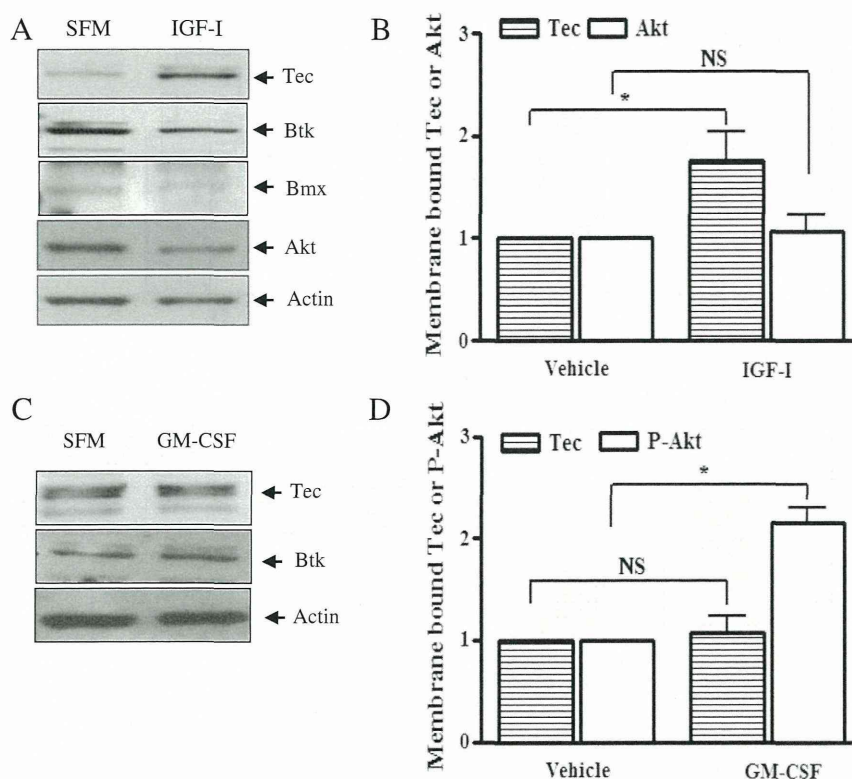 A
SFM IGF-I
Tec
Btk
Bmx
Akt
Actin
B
Membrane bound Tec or Akt
3
2
1
0
Tec Akt
NS
*
Vehicle IGF-I
C
SFM GM-CSF
Tec
Btk
Actin
D
Membrane bound Tec or P-Akt
3
2
1
0
Tec P-Akt
*
NS
Vehicle GM-CSF